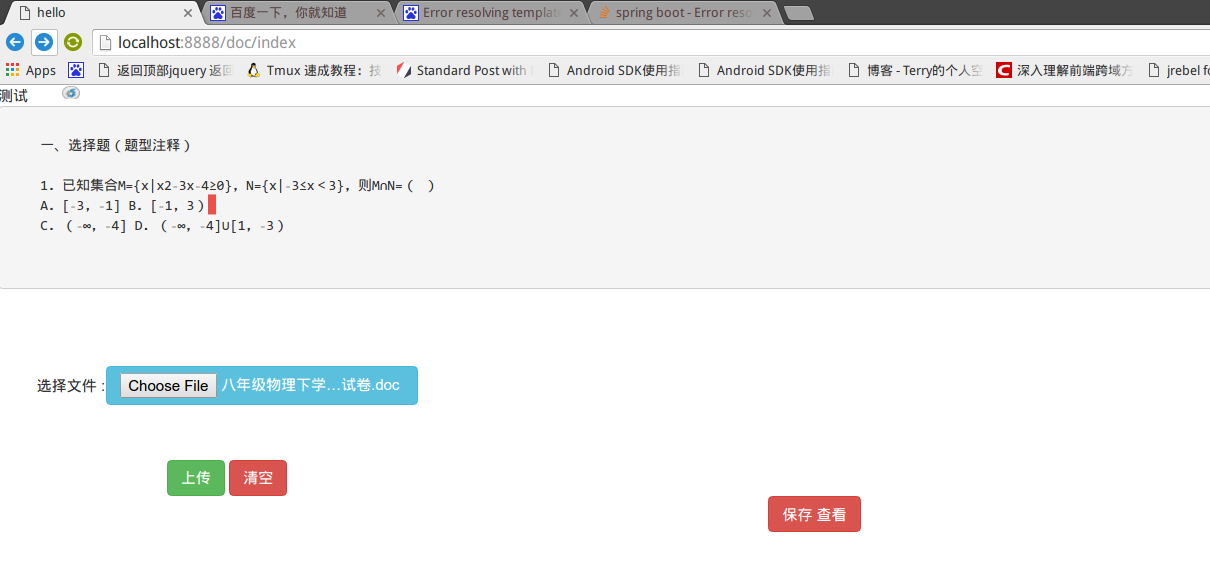 hello
百度一下，你就知道
Error resolving template
spring boot - Error reso
localhost:8888/doc/index
Apps
返回顶部jquery 返回
Tmux 速成教程：技
Standard Post with
Android SDK使用指
Android SDK使用指
博客 - Terry的个人空
深入理解前端跨域方
jrebel fo
测试
一、选择题（题型注释）
1. 已知集合M={x|x2-3x-4≥0}, N={x|-3≤x＜3}, 则M∩N=（ ）
A. [-3, -1] B. [-1, 3）
C. （-∞, -4] D. （-∞, -4]∪[1, -3）
选择文件 :
Choose File 八年级物理下学…试卷.doc
上传 清空
保存 查看